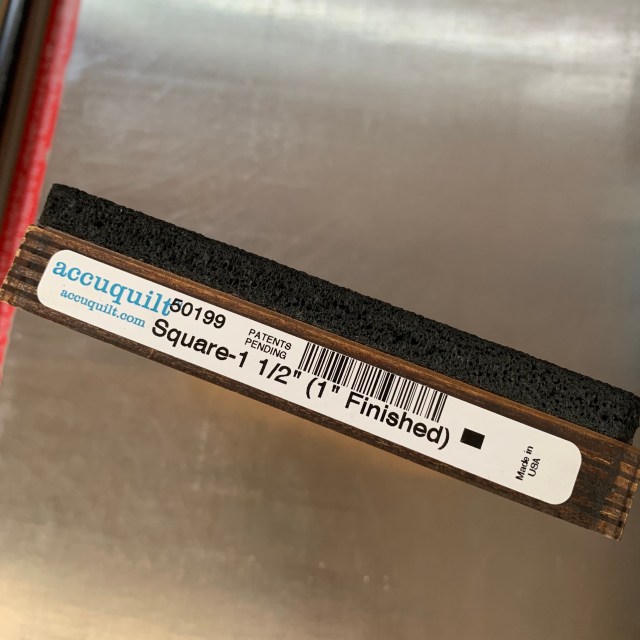 accuquilt
accuquilt.com
50199
PATENTS
PENDING
Square-1 1/2" (1" Finished)
Made in
USA